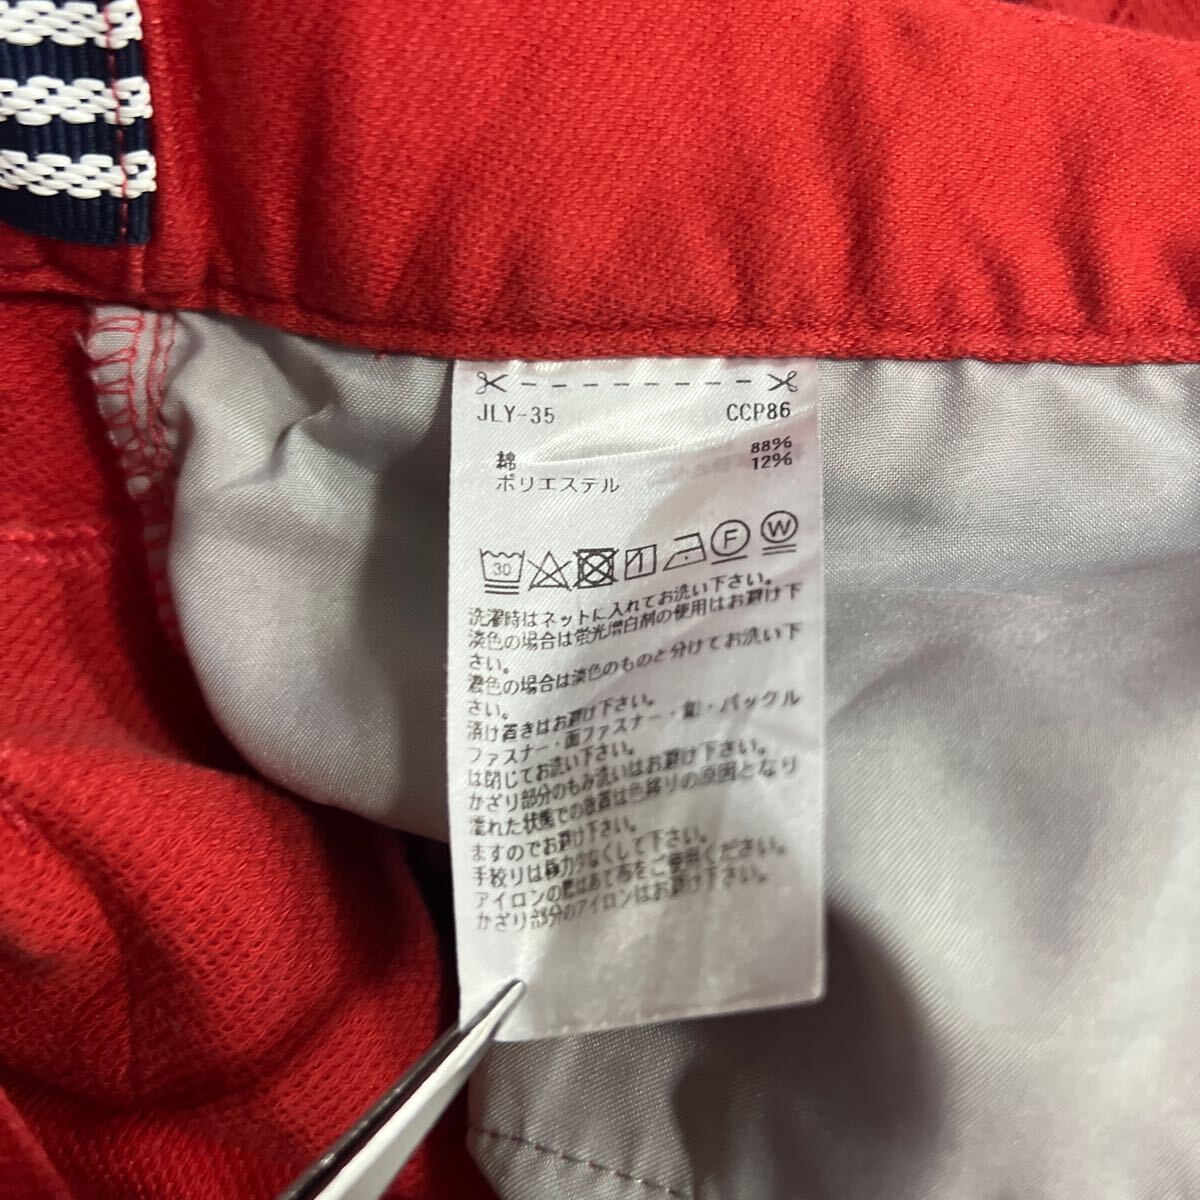 JLY-35 CCP86
綿 88%
ポリエステル 12%
30 F W
洗濯時はネットに入れてお洗い下さい。
淡色の場合は蛍光増白剤の使用はお避け下
さい。
濃色の場合は淡色のものと分けてお洗い下
さい。
漬け置きはお避け下さい。
ファスナー・面ファスナー・釦・バックル
は閉じてお洗い下さい。
かざり部分のもみ洗いはお避け下さい。
濡れた状態での放置は色移りの原因となり
ますのでお避け下さい。
手絞りは極力少なくして下さい。
アイロンの際はあて布をご使用ください。
かざり部分のアイロンはお避け下さい。